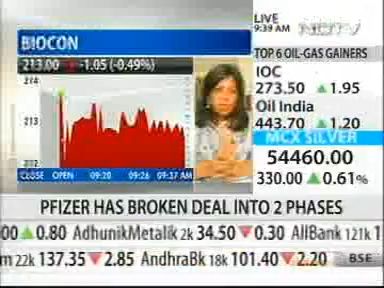 LIVE
NDTV
9:39 AM
BIOCON
213.00 -1.05 (-0.49%)
274
213
212
CLOSE OPEN 09:20 09:26 09:37 AM
TOP 6 OIL-GAS GAINERS
IOC
273.50 ▲ 1.95
Oil India
443.70 ▲ 1.20
MCX SILVER
54460.00
330.00 ▲ 0.61%
PFIZER HAS BROKEN DEAL INTO 2 PHASES
00 ▲ 0.80 AdhunikMetalik 2k 34.50 ▼ 0.30 AllBank 121k 1
m 22k 137.35 ▼ 2.85 AndhraBk 18k 101.40 ▼ 2.20 BSE